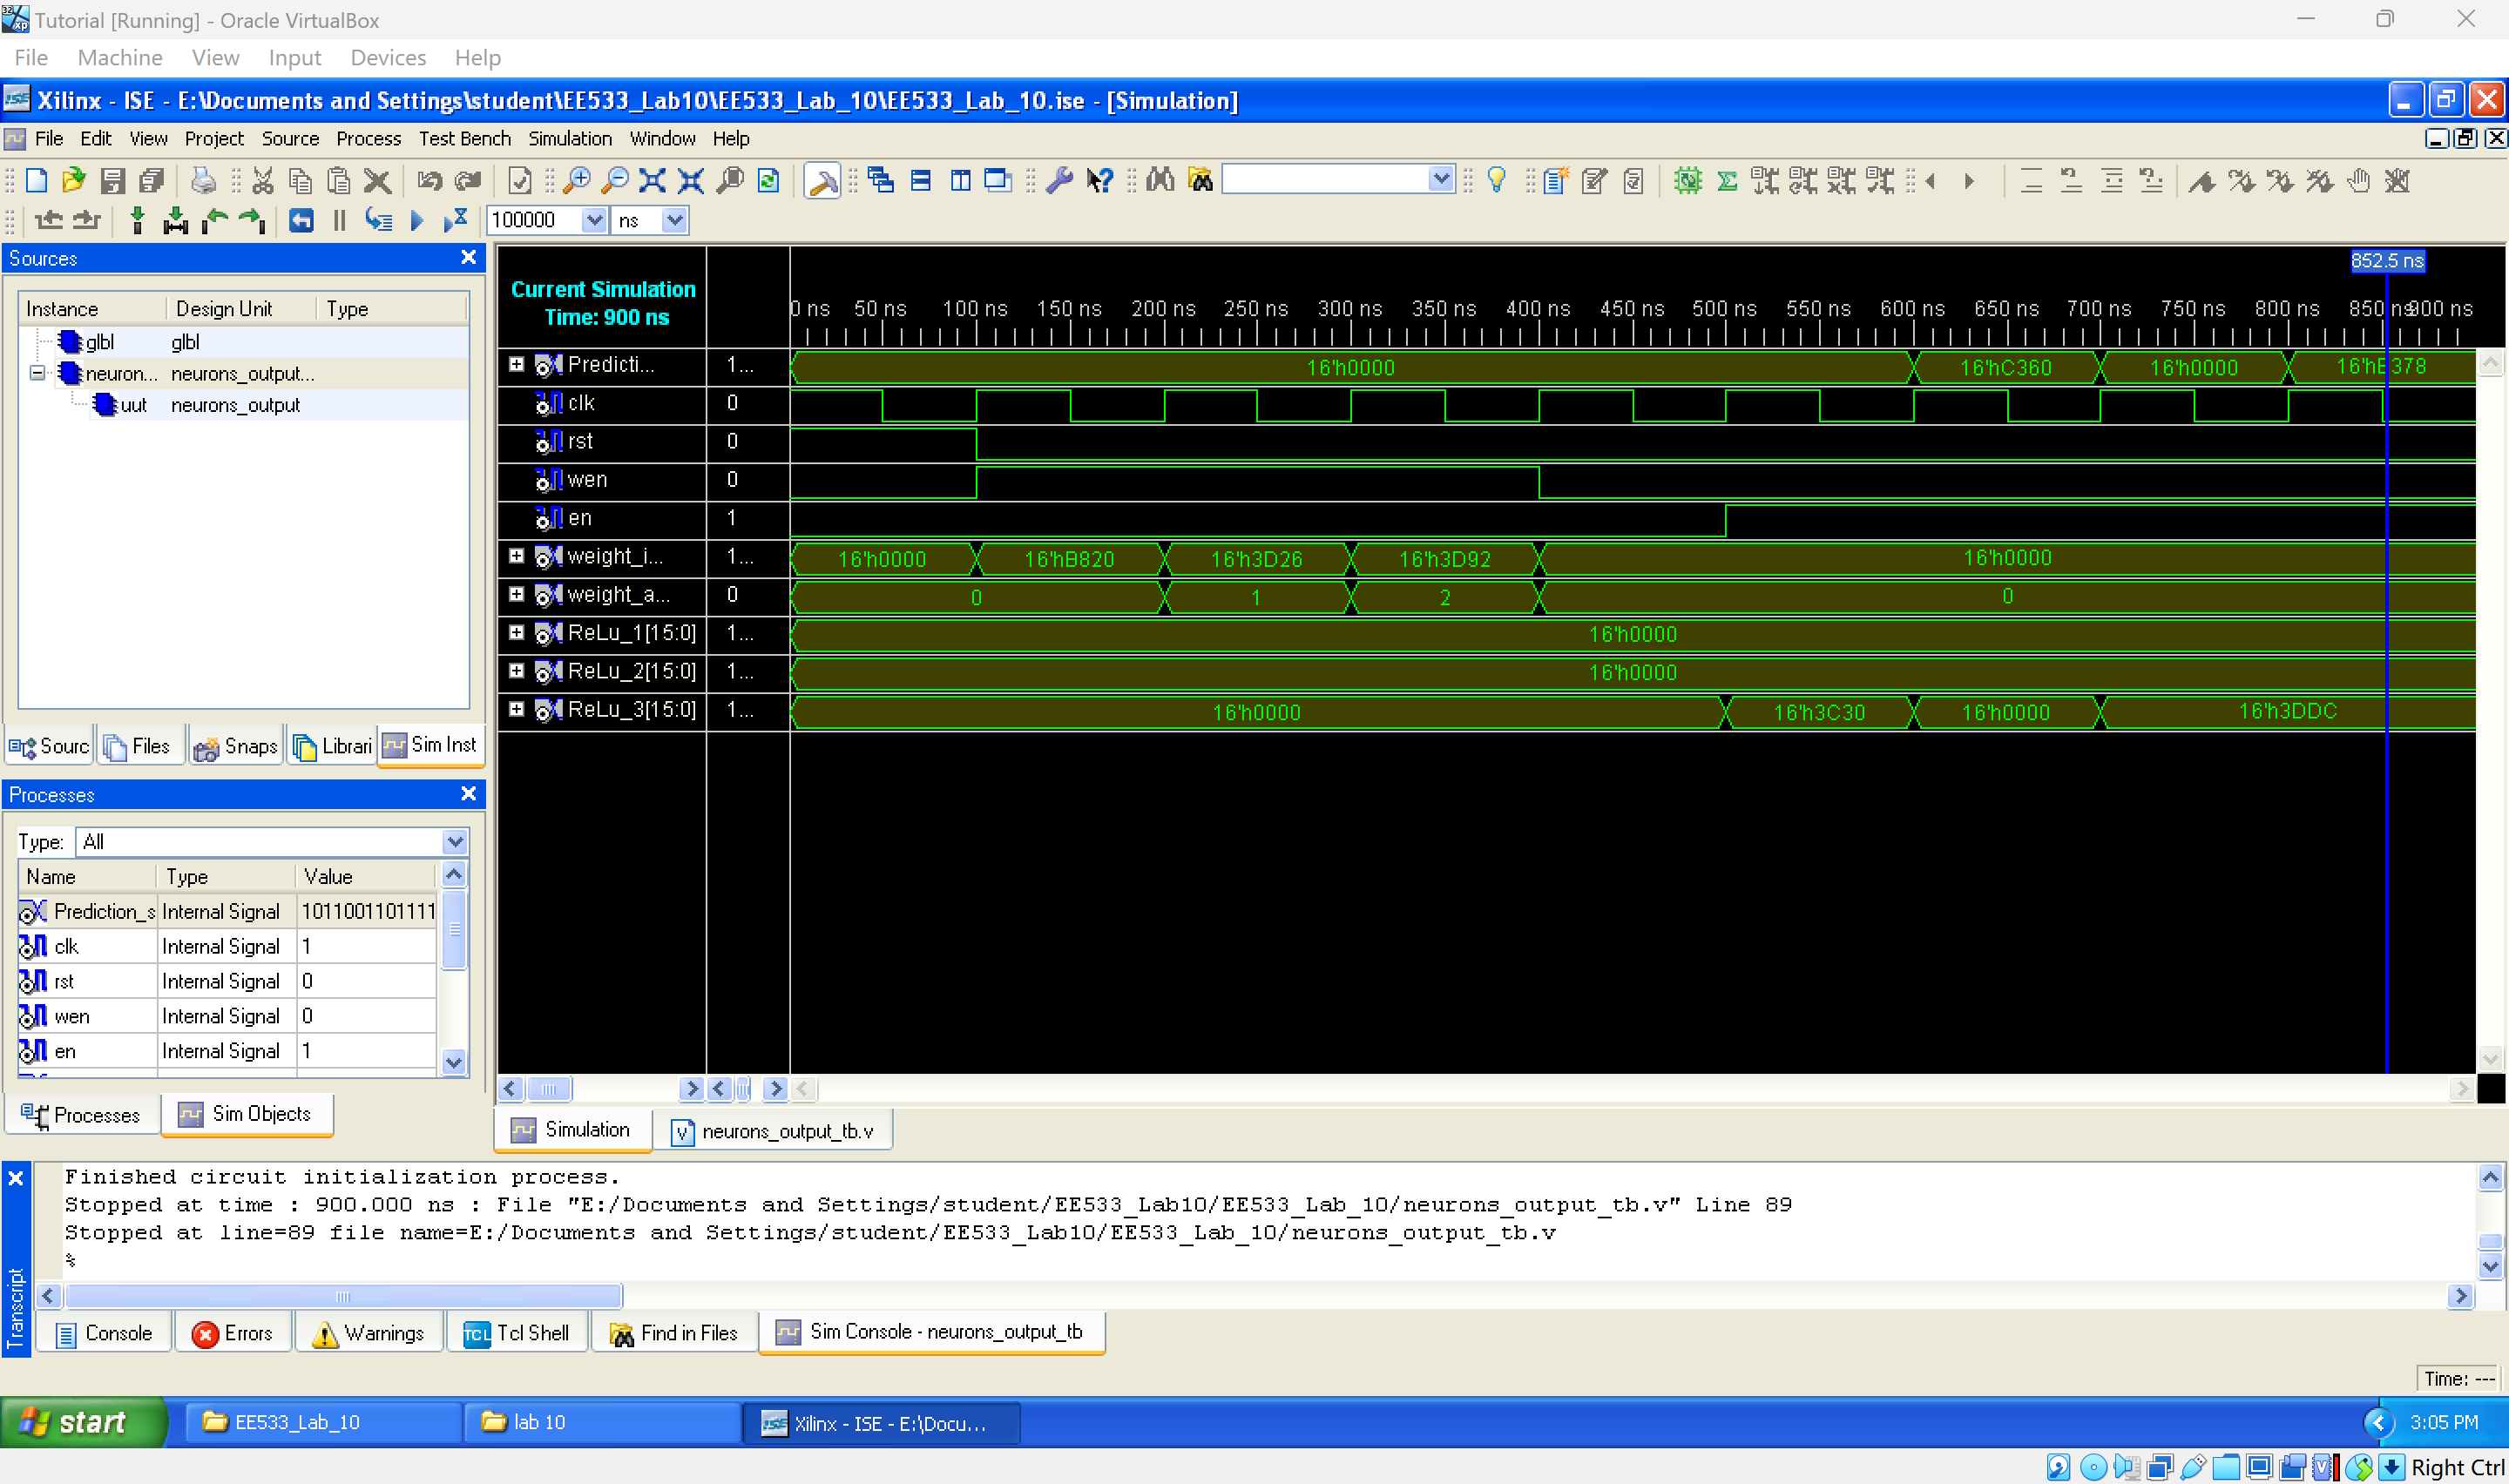 Tutorial [Running] - Oracle VirtualBox
File Machine View Input Devices Help
Xilinx - ISE - E:\Documents and Settings\student\EE533_Lab10\EE533_Lab_10\EE533_Lab_10.ise - [Simulation]
File Edit View Project Source Process Test Bench Simulation Window Help
100000 ns
Sources
Instance Design Unit Type
glbl glbl
neuron... neurons_output...
uut neurons_output
Sourc Files Snaps Librari Sim Inst
Processes
Type: All
Name Type Value
Prediction_s Internal Signal 1011001101111
clk Internal Signal 1
rst Internal Signal 0
wen Internal Signal 0
en Internal Signal 1
Processes Sim Objects
852.5 ns
Current Simulation
Time: 900 ns
0 ns 50 ns 100 ns 150 ns 200 ns 250 ns 300 ns 350 ns 400 ns 450 ns 500 ns 550 ns 600 ns 650 ns 700 ns 750 ns 800 ns 850 ns 900 ns
Predicti... 1... 16'h0000 16'hC360 16'h0000
clk 0
rst 0
wen 0
en 1
weight_i... 1... 16'h0000 16'hB820 16'h3D26 16'h3D92 16'h0000
weight_a... 0 0 1 2 0
ReLu_1[15:0] 1... 16'h0000
ReLu_2[15:0] 1... 16'h0000
ReLu_3[15:0] 1... 16'h0000 16'h3C30 16'h0000 16'h3DDC
Simulation neurons_output_tb.v
Finished circuit initialization process.
Stopped at time : 900.000 ns : File "E:/Documents and Settings/student/EE533_Lab10/EE533_Lab_10/neurons_output_tb.v" Line 89
Stopped at line=89 file name=E:/Documents and Settings/student/EE533_Lab10/EE533_Lab_10/neurons_output_tb.v
%
Transcript
Console Errors Warnings Tcl Shell Find in Files Sim Console - neurons_output_tb
Time: ---
start EE533_Lab_10 lab 10 Xilinx - ISE - E:\Docu... 3:05 PM
Right Ctrl